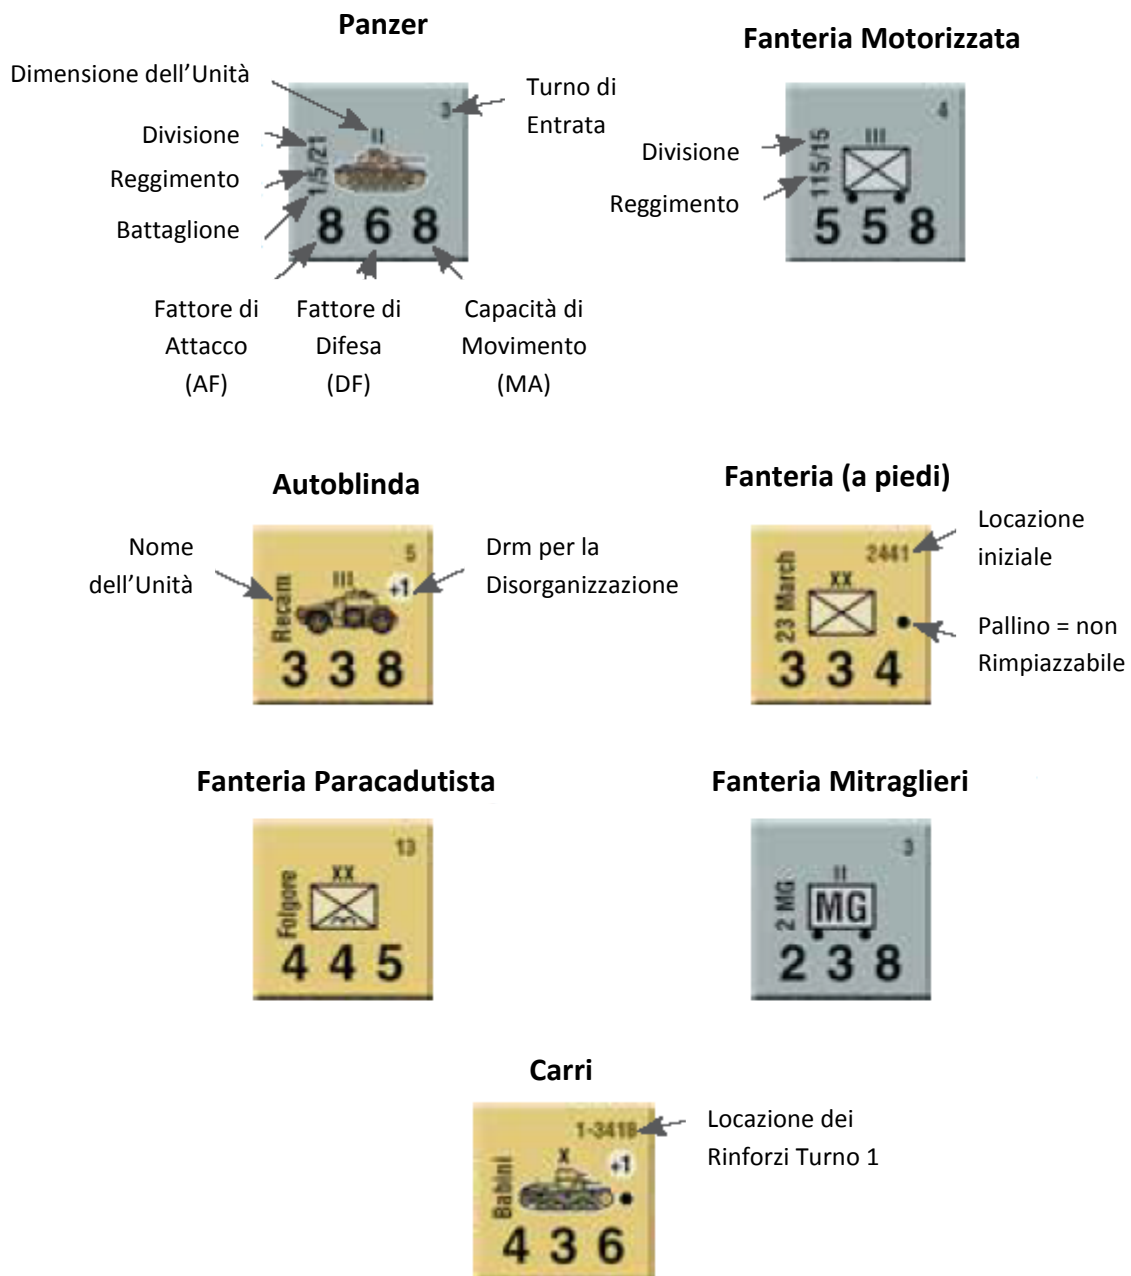 Panzer
Fanteria Motorizzata
Dimensione dell'Unità
Turno di
Entrata
Divisione
Reggimento
Battaglione
3
II
1/5/21
8 6 8
Fattore di
Attacco
(AF)
Fattore di
Difesa
(DF)
Capacità di
Movimento
(MA)
Divisione
Reggimento
4
III
115/15
5 5 8
Autoblinda
Fanteria (a piedi)
Nome
dell'Unità
Drm per la
Disorganizzazione
5
III
+1
Recam
3 3 8
Locazione
iniziale
Pallino = non
Rimpiazzabile
2441
XX
23 March
3 3 4
Fanteria Paracadutista
Fanteria Mitraglieri
13
XX
Folgore
4 4 5
3
II
2 MG
MG
2 3 8
Carri
1-3418
X
+1
Babini
4 3 6
Locazione dei
Rinforzi Turno 1